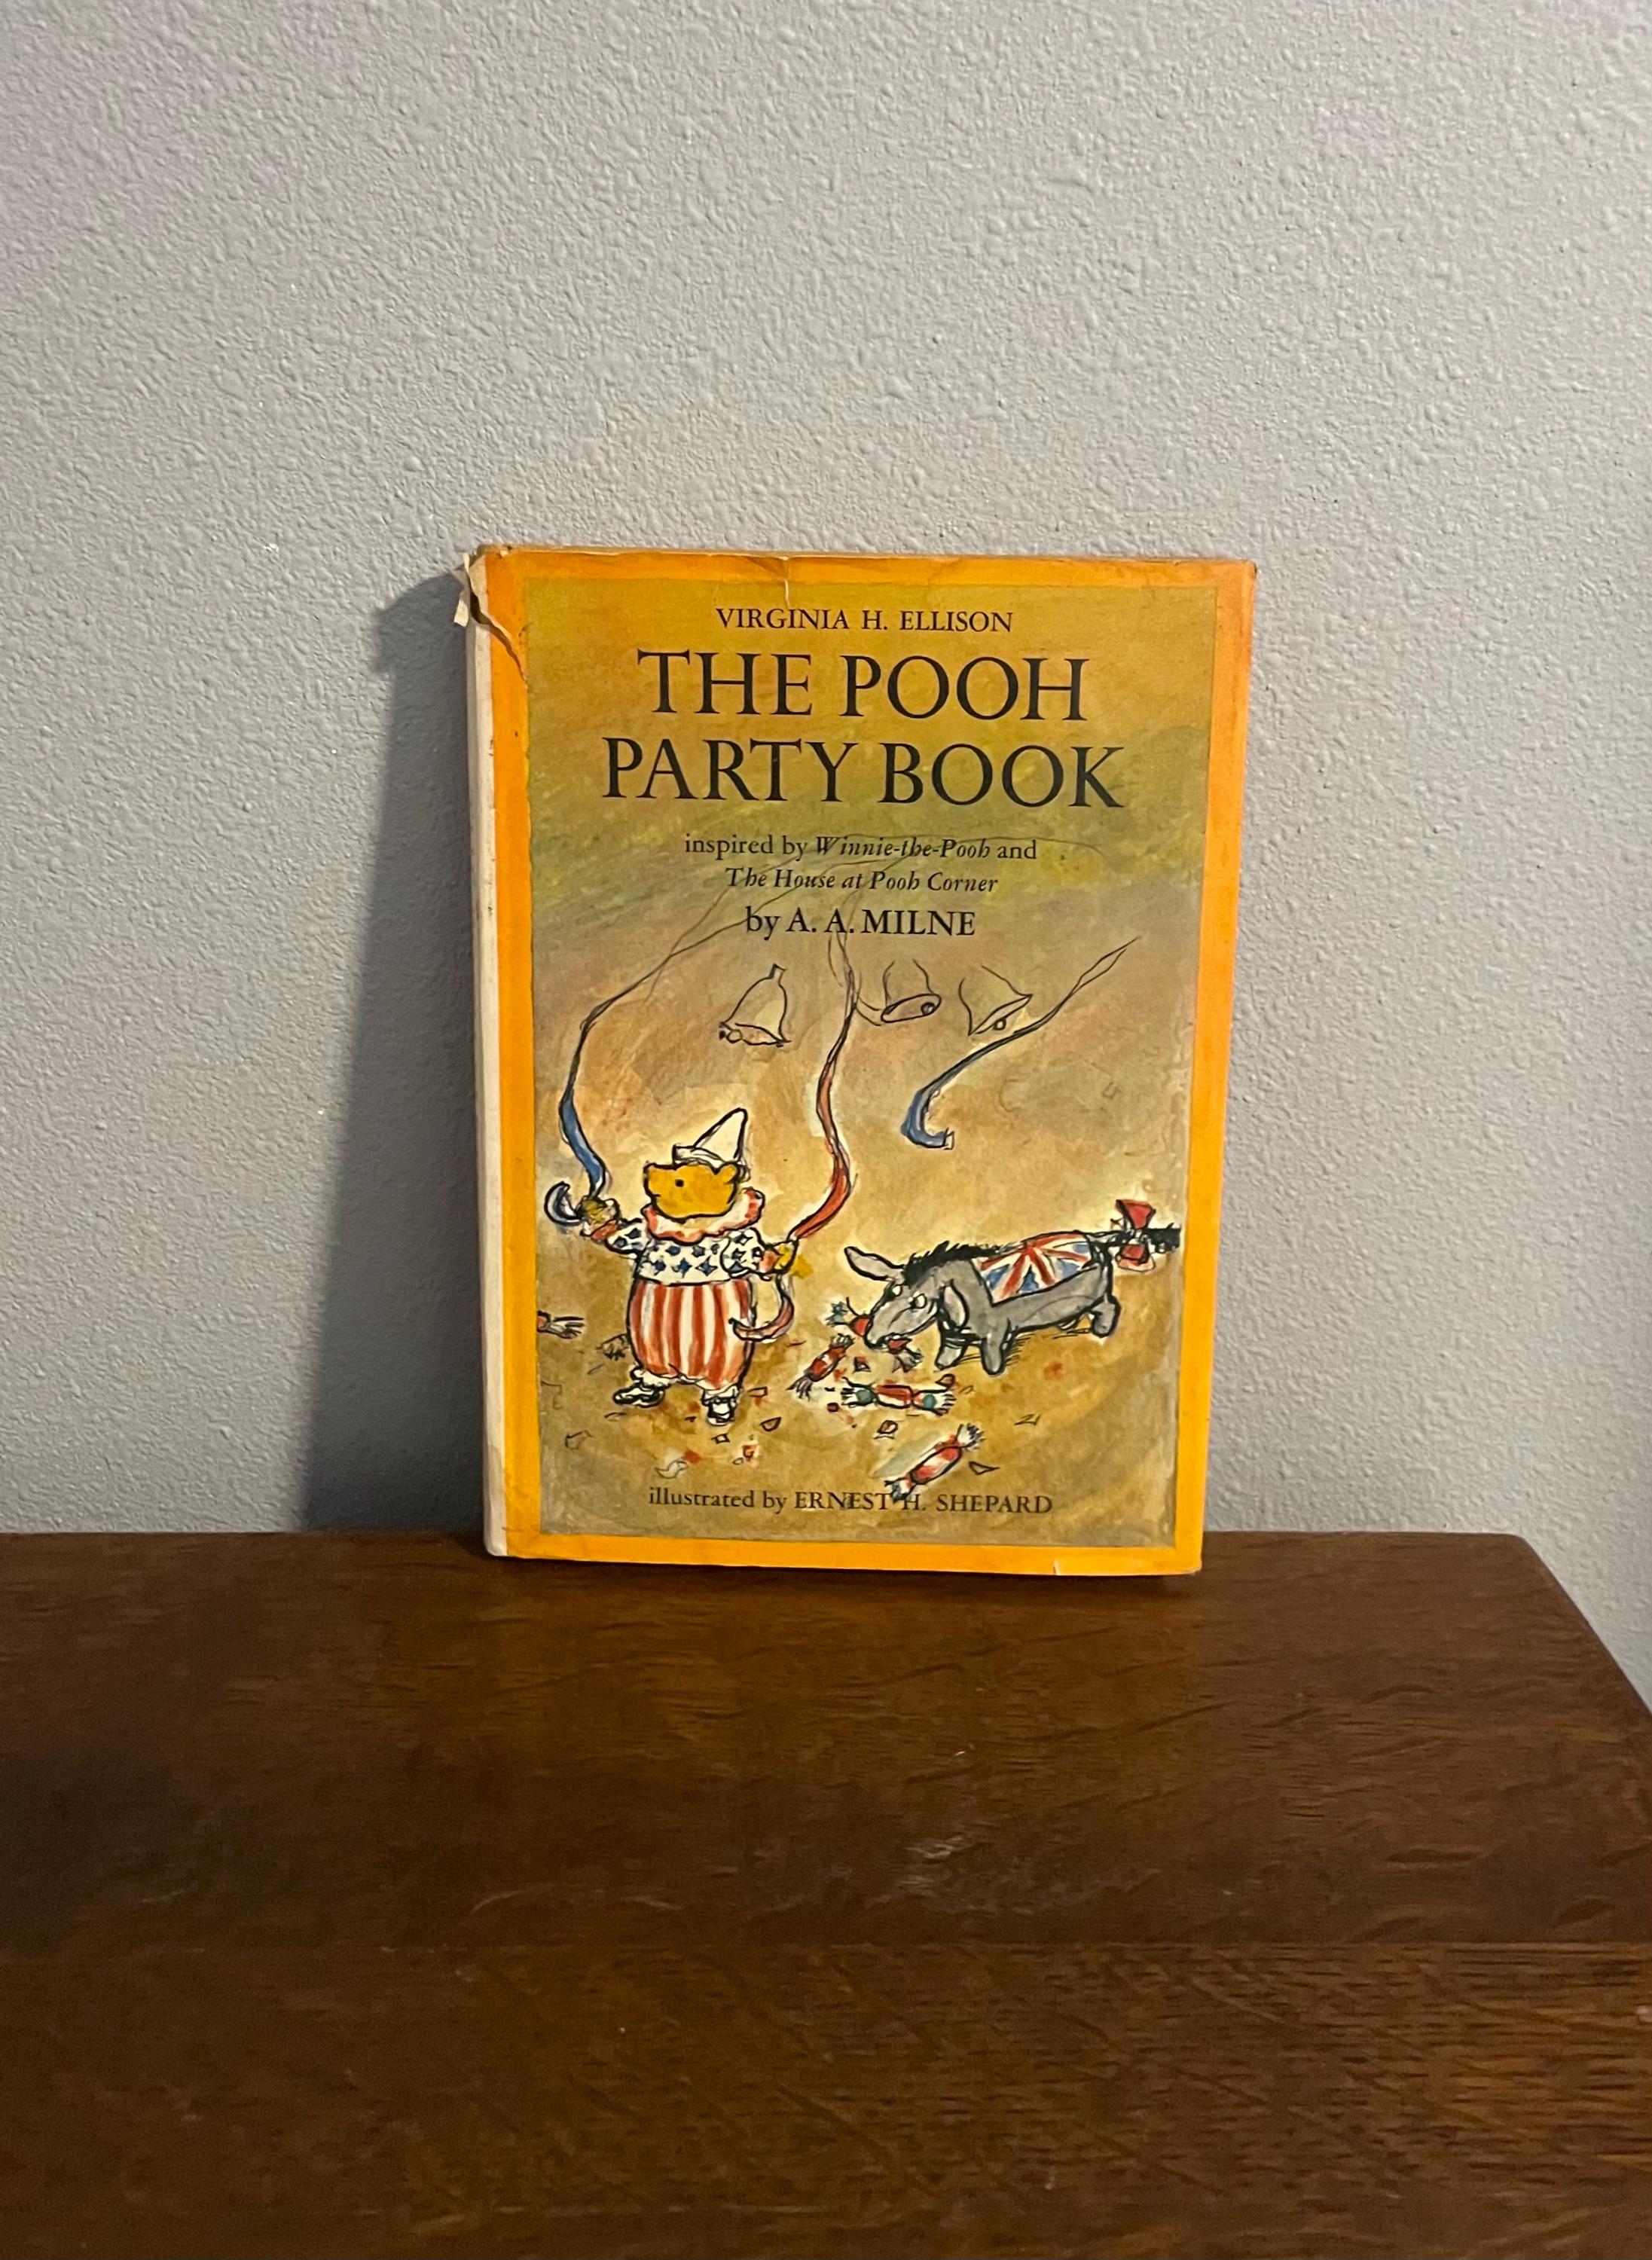 VIRGINIA H. ELLISON
THE POOH
PARTY BOOK
inspired by Winnie-the-Pooh and
The House at Pooh Corner
by A. A. MILNE
illustrated by ERNEST H. SHEPARD